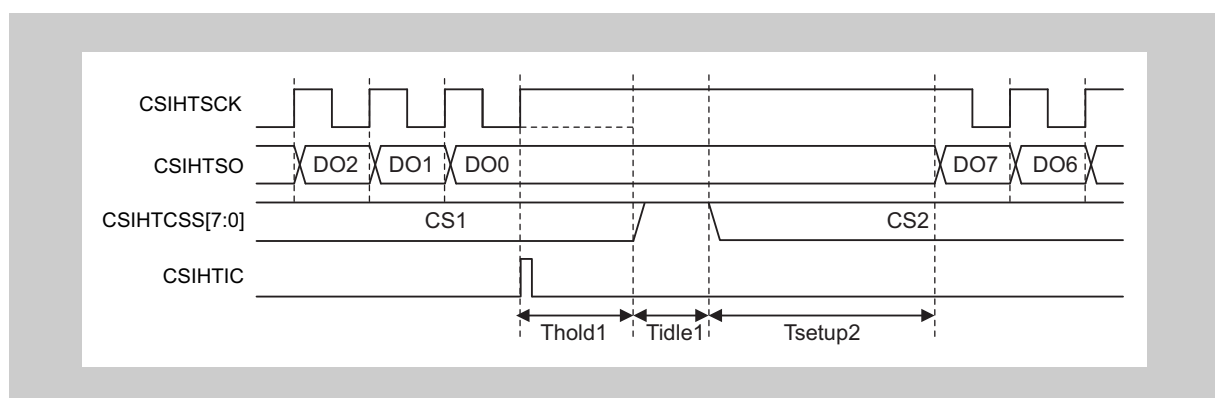 CSIHTSCK
CSIHTSO DO2 DO1 DO0 DO7 DO6
CSIHTCSS[7:0] CS1 CS2
CSIHTIC
Thold1 Tidle1 Tsetup2